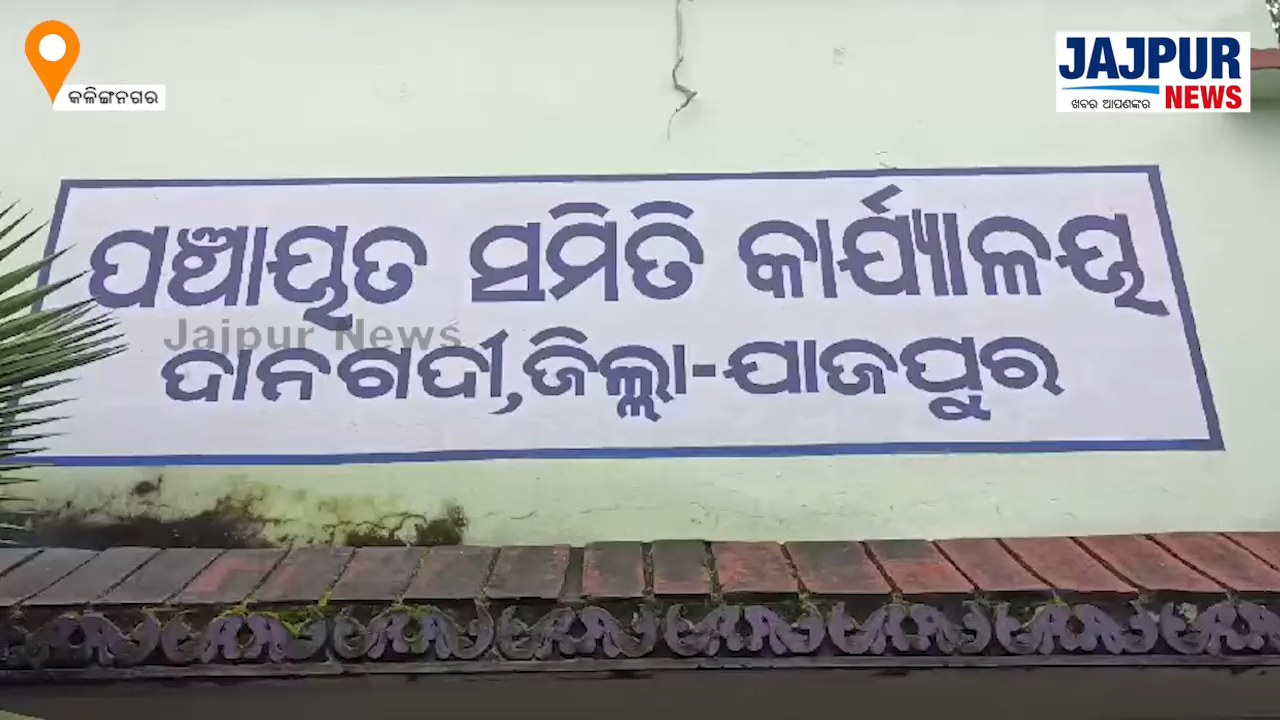 କଳିଙ୍ଗନଗର
JAJPUR
ଖବର ଆପଣଙ୍କର NEWS
ପଞ୍ଚାୟତ ସମିତି କାର୍ଯ୍ୟାଳୟ
Jajpur News
ଦାନଗଦୀ,ଜିଲ୍ଲା-ଯାଜପୁର